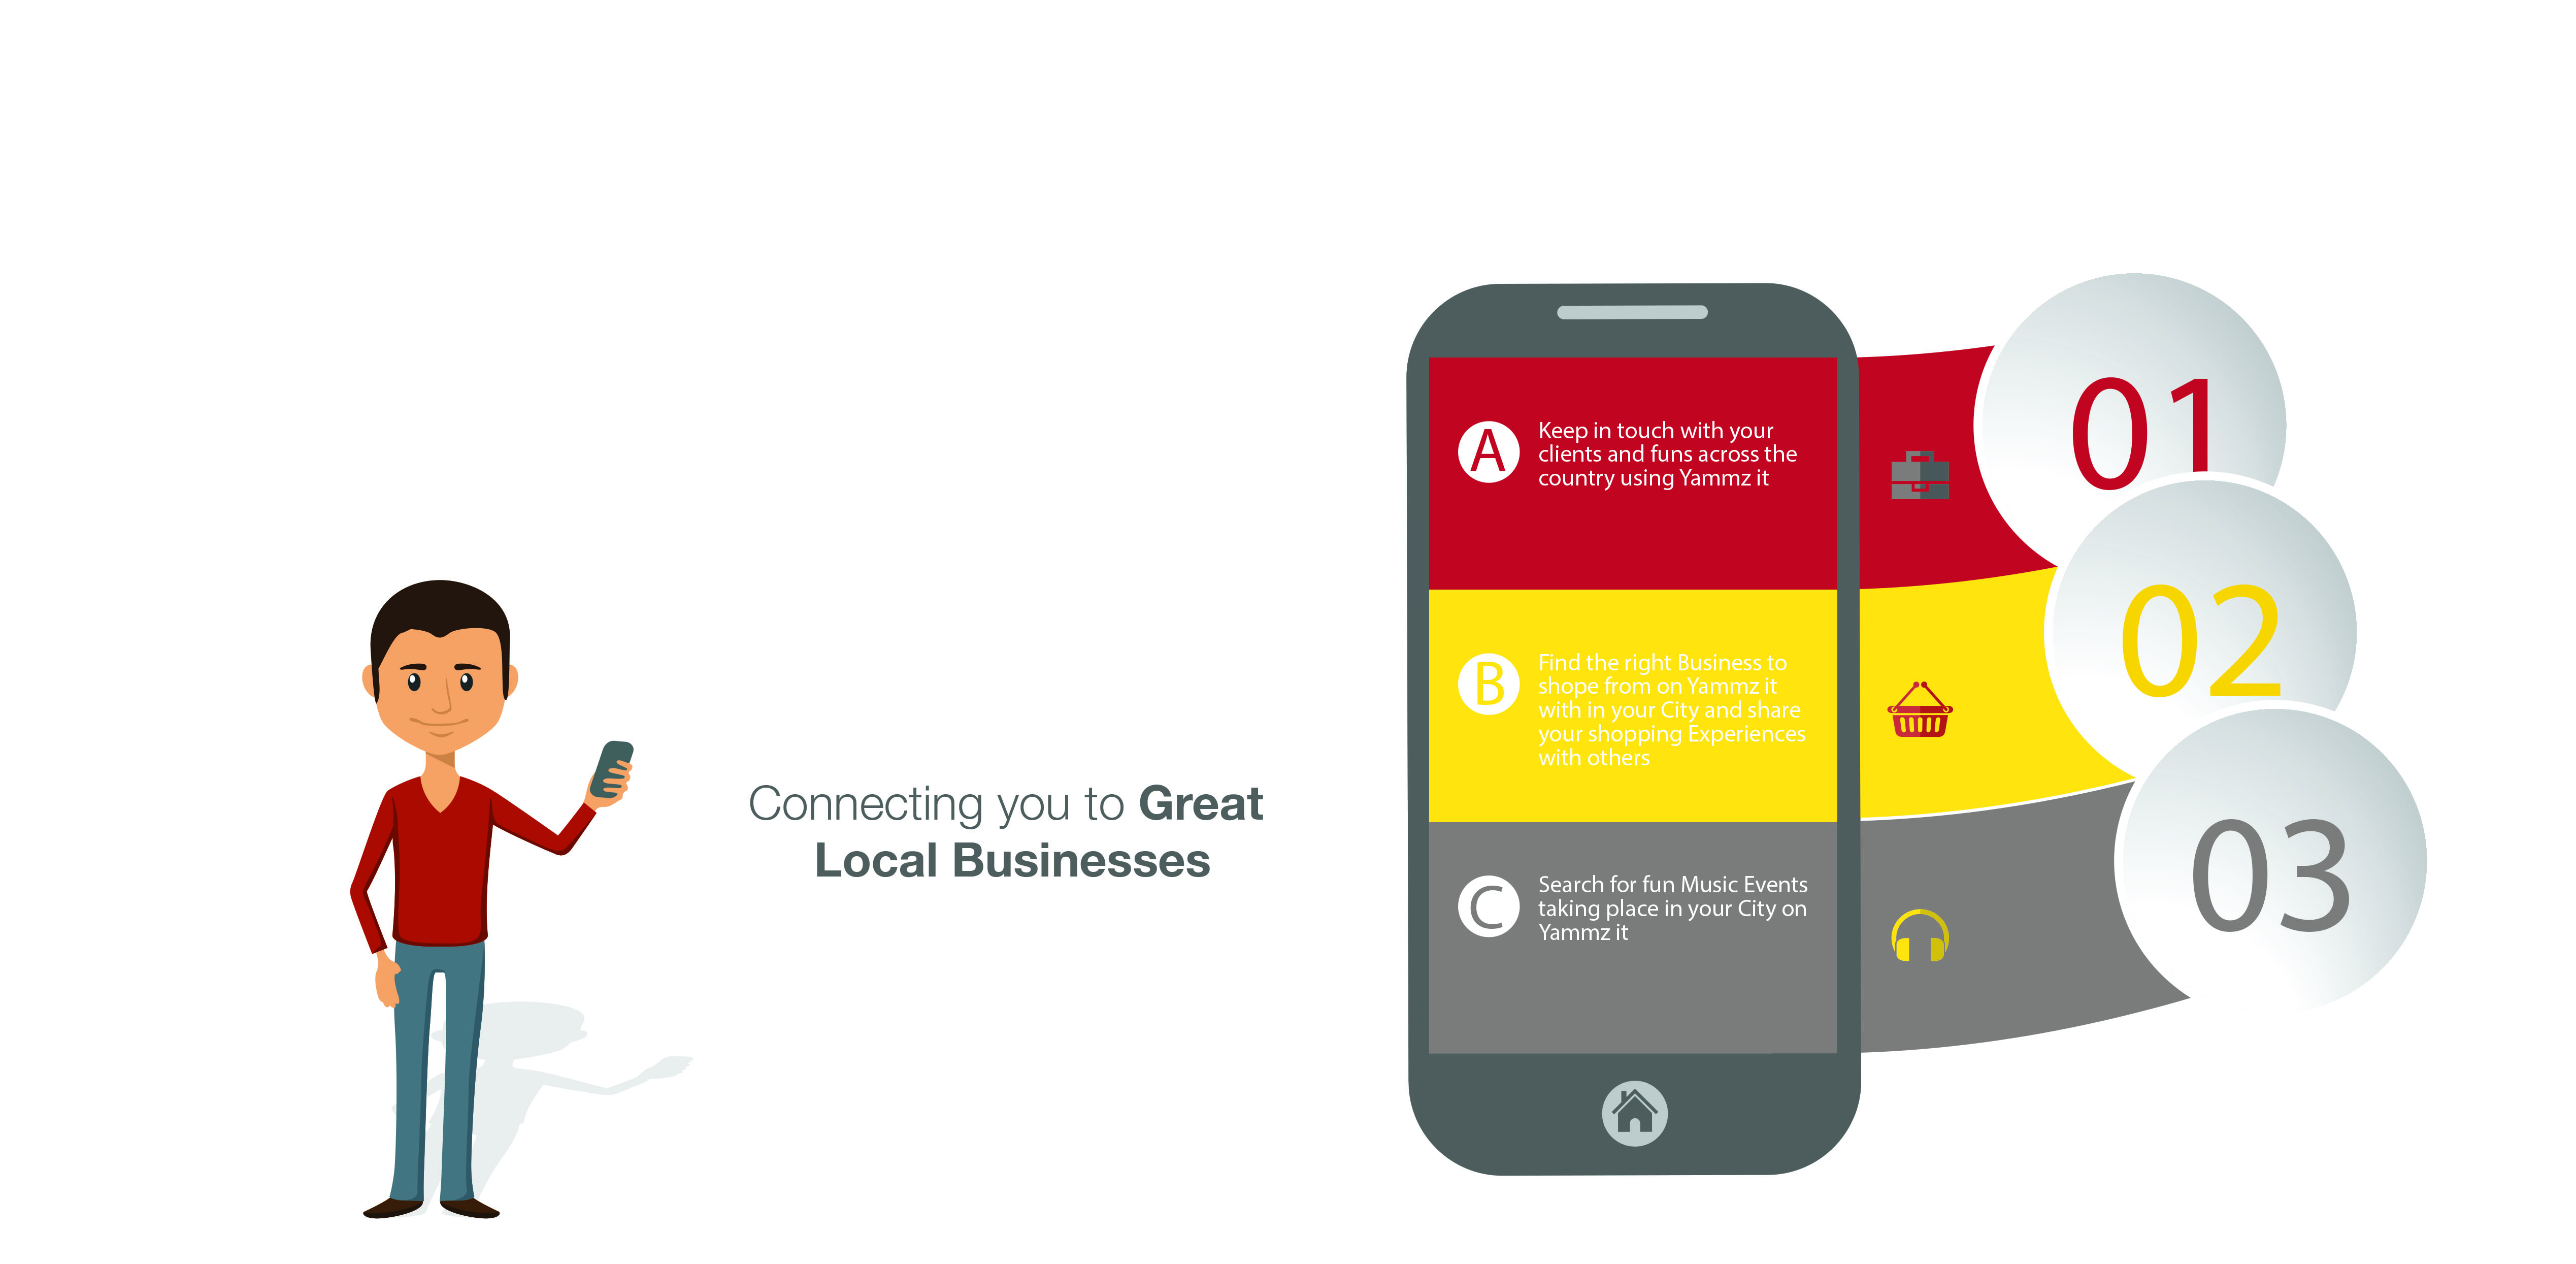 Connecting you to Great
Local Businesses
A
Keep in touch with your
clients and funs across the
country using Yammz it
01
B
Find the right Business to
shope from on Yammz it
with in your City and share
your shopping Experiences
with others
02
C
Search for fun Music Events
taking place in your City on
Yammz it
03